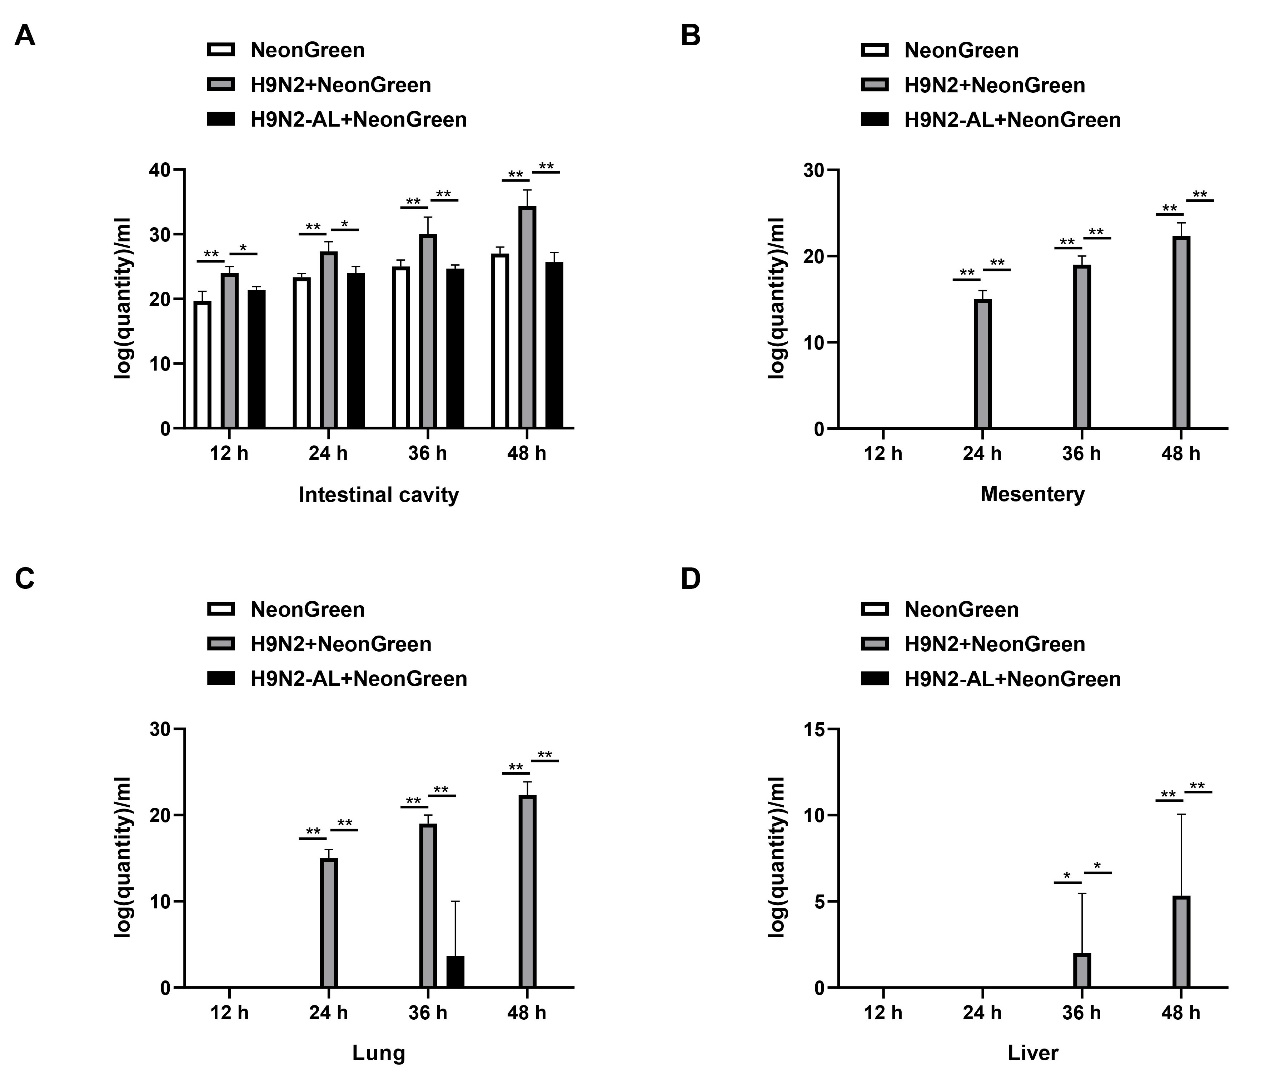 A
NeonGreen
H9N2+NeonGreen
H9N2-AL+NeonGreen
40
30
20
10
0
log(quantity)/ml
** *
** *
** **
** **
12 h 24 h 36 h 48 h
Intestinal cavity
B
NeonGreen
H9N2+NeonGreen
H9N2-AL+NeonGreen
30
20
10
0
log(quantity)/ml
** **
** **
** **
12 h 24 h 36 h 48 h
Mesentery
C
NeonGreen
H9N2+NeonGreen
H9N2-AL+NeonGreen
30
20
10
0
log(quantity)/ml
** **
** **
** **
12 h 24 h 36 h 48 h
Lung
D
NeonGreen
H9N2+NeonGreen
H9N2-AL+NeonGreen
15
10
5
0
log(quantity)/ml
* *
** **
12 h 24 h 36 h 48 h
Liver